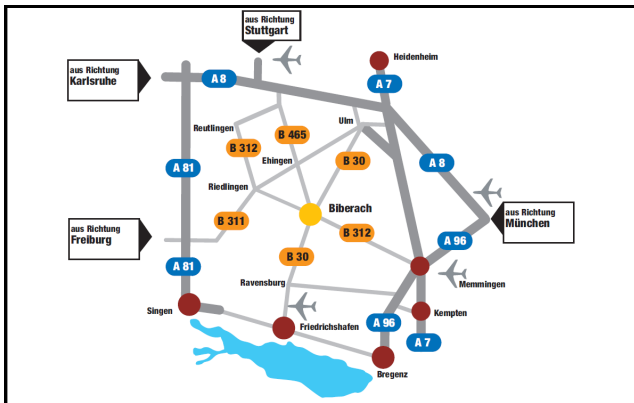 aus Richtung
Stuttgart
Heidenheim
aus Richtung
Karlsruhe
A 8
A 7
Ulm
Reutlingen
B 465
B 312
Ehingen
B 30
A 8
A 81
Riedlingen
Biberach
aus Richtung
München
B 311
aus Richtung
Freiburg
B 312
A 96
B 30
A 81
Memmingen
Ravensburg
Singen
Kempten
Friedrichshafen
A 96
A 7
Bregenz